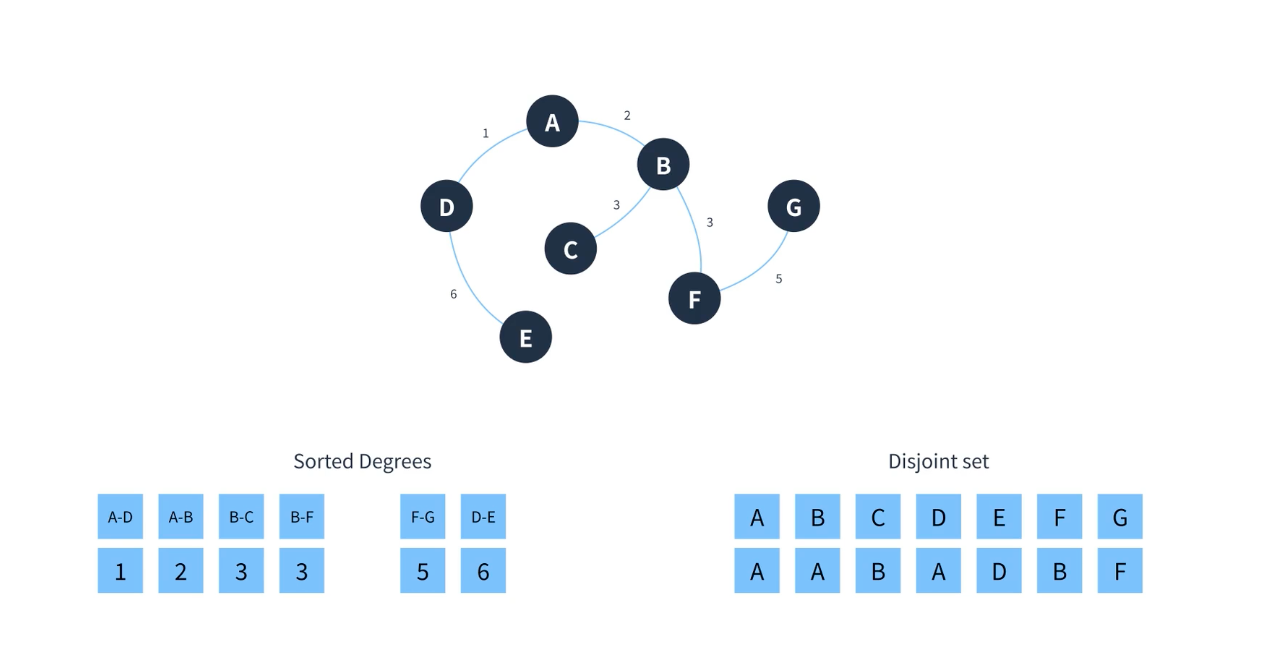 A
2
1
B
D
G
3
3
C
5
6
F
E
Sorted Degrees
Disjoint set
A-D A-B B-C B-F F-G D-E
1 2 3 3 5 6
A B C D E F G
A A B A D B F